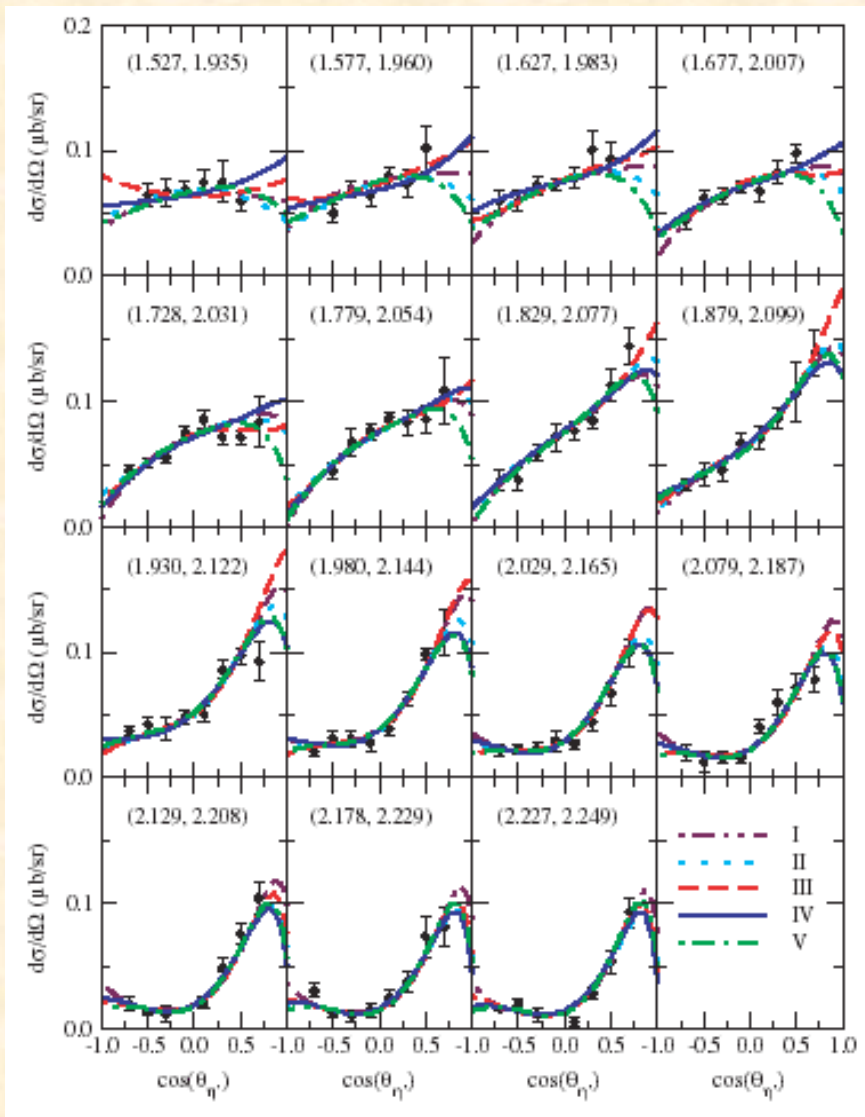 0.2
(1.527, 1.935) (1.577, 1.960) (1.627, 1.983) (1.677, 2.007)
dσ/dΩ (μb/sr)
0.1
0.0
(1.728, 2.031) (1.779, 2.054) (1.829, 2.077) (1.879, 2.099)
dσ/dΩ (μb/sr)
0.1
0.0
(1.930, 2.122) (1.980, 2.144) (2.029, 2.165) (2.079, 2.187)
dσ/dΩ (μb/sr)
0.1
0.0
(2.129, 2.208) (2.178, 2.229) (2.227, 2.249)
I
II
III
IV
V
dσ/dΩ (μb/sr)
0.1
0.0
-1.0 -0.5 0.0 0.5 -1.0 -0.5 0.0 0.5 -1.0 -0.5 0.0 0.5 -1.0 -0.5 0.0 0.5 1.0
cos(θη') cos(θη') cos(θη') cos(θη')